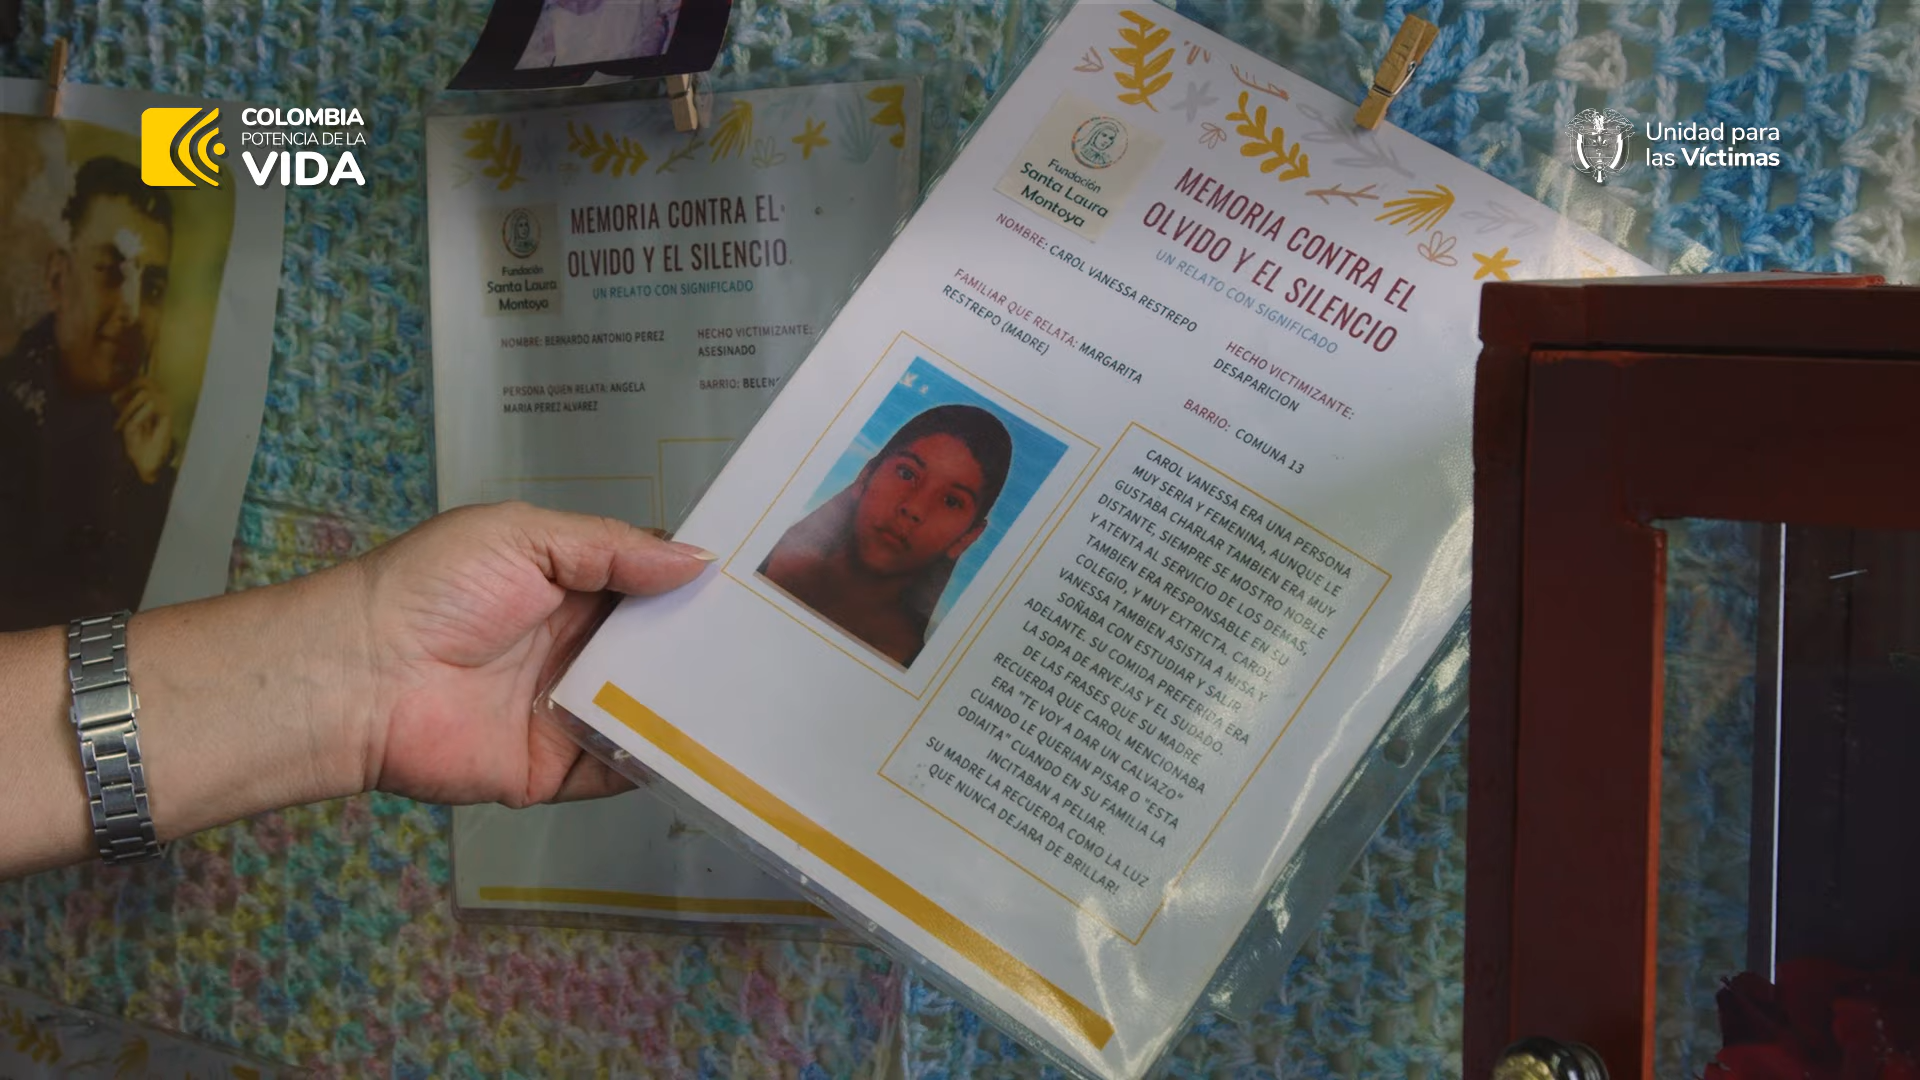 COLOMBIA
POTENCIA DE LA
VIDA
Unidad para
las Víctimas
Fundación
Santa Laura
Montoya
MEMORIA CONTRA EL
OLVIDO Y EL SILENCIO.
UN RELATO CON SIGNIFICADO
NOMBRE: BERNARDO ANTONIO PEREZ
HECHO VICTIMIZANTE:
ASESINADO
PERSONA QUIEN RELATA: ANGELA
MARIA PEREZ ALVAREZ
BARRIO: BELEN
Fundación
Santa Laura
Montoya
MEMORIA CONTRA EL
OLVIDO Y EL SILENCIO
UN RELATO CON SIGNIFICADO
NOMBRE: CAROL VANESSA RESTREPO
FAMILIAR QUE RELATA: MARGARITA
RESTREPO (MADRE)
HECHO VICTIMIZANTE:
DESAPARICION
BARRIO: COMUNA 13
CAROL VANESSA ERA UNA PERSONA
MUY SERIA Y FEMENINA, AUNQUE LE
GUSTABA CHARLAR TAMBIEN ERA MUY
DISTANTE, SIEMPRE SE MOSTRO NOBLE
Y ATENTA AL SERVICIO DE LOS DEMAS,
TAMBIEN ERA RESPONSABLE EN SU
COLEGIO, Y MUY EXTRICTA. CAROL
VANESSA TAMBIEN ASISTIA A MISA Y
SOÑABA CON ESTUDIAR Y SALIR
ADELANTE. SU COMIDA PREFERIDA ERA
LA SOPA DE ARVEJAS Y EL SUDADO.
DE LAS FRASES QUE SU MADRE
RECUERDA QUE CAROL MENCIONABA
ERA "TE VOY A DAR UN CALVAZO"
CUANDO LE QUERIAN PISAR O "ESTA
ODIAITA" CUANDO EN SU FAMILIA LA
INCITABAN A PELIAR.
SU MADRE LA RECUERDA COMO LA LUZ
QUE NUNCA DEJARA DE BRILLAR!